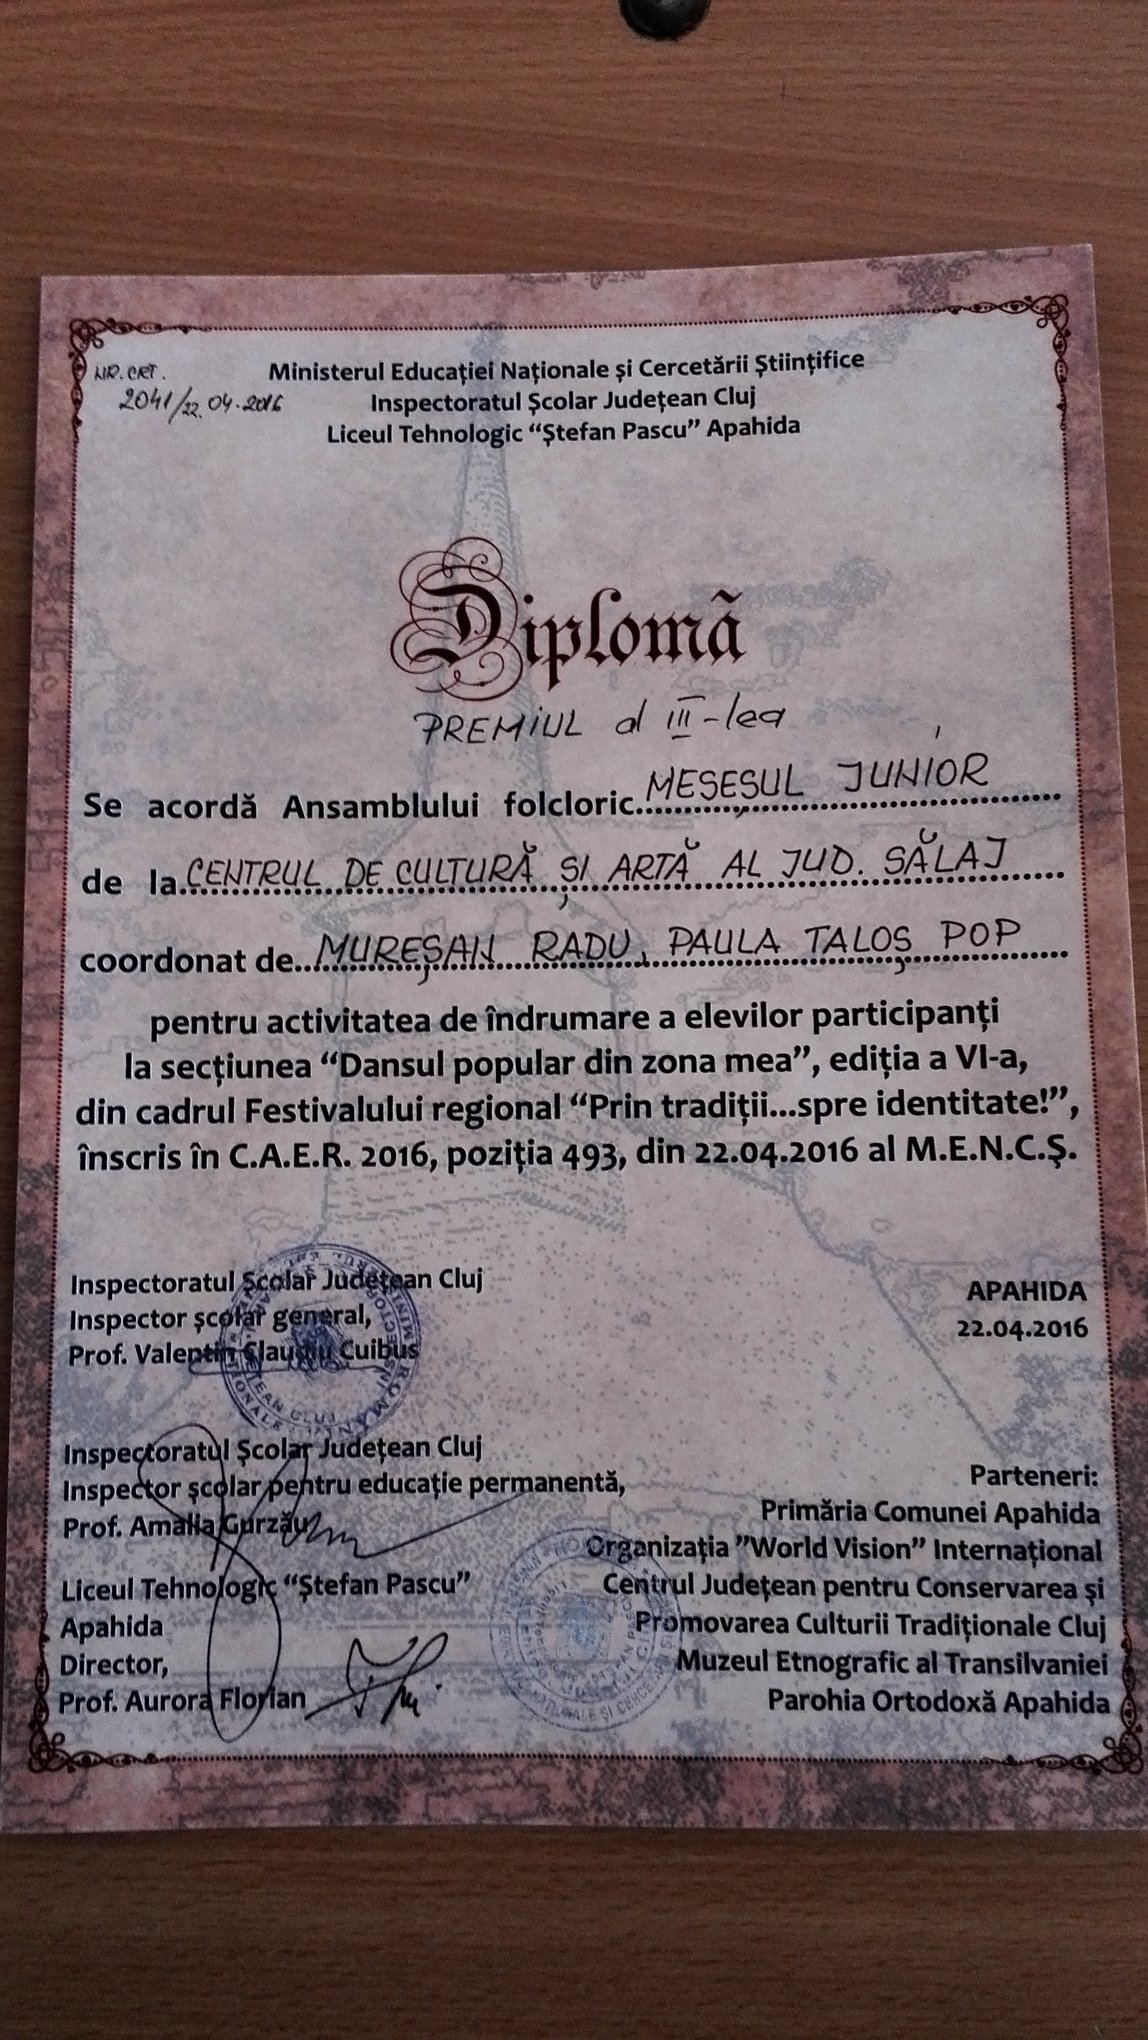 NR. CRT.
2041/22.04.2016
Ministerul Educației Naționale și Cercetării Științifice
Inspectoratul Școlar Județean Cluj
Liceul Tehnologic “Ștefan Pascu” Apahida
Diplomă
PREMIUL al III-lea
Se acordă Ansamblului folcloric MESEȘUL JUNIOR
de la CENTRUL DE CULTURĂ ȘI ARTĂ AL JUD. SĂLAJ
coordonat de MUREȘAN RADU, PAULA TALOȘ POP
pentru activitatea de îndrumare a elevilor participanți
la secțiunea “Dansul popular din zona mea”, ediția a VI-a,
din cadrul Festivalului regional “Prin tradiții...spre identitate!”,
înscris în C.A.E.R. 2016, poziția 493, din 22.04.2016 al M.E.N.C.Ș.
Inspectoratul Școlar Județean Cluj
Inspector școlar general,
Prof. Valentin Claudiu Cuibus
APAHIDA
22.04.2016
Inspectoratul Școlar Județean Cluj
Inspector școlar pentru educație permanentă,
Prof. Amalia Gurzău
Liceul Tehnologic “Ștefan Pascu”
Apahida
Director,
Prof. Aurora Florian
Parteneri:
Primăria Comunei Apahida
Organizația ”World Vision” Internațional
Centrul Județean pentru Conservarea și
Promovarea Culturii Tradiționale Cluj
Muzeul Etnografic al Transilvaniei
Parohia Ortodoxă Apahida